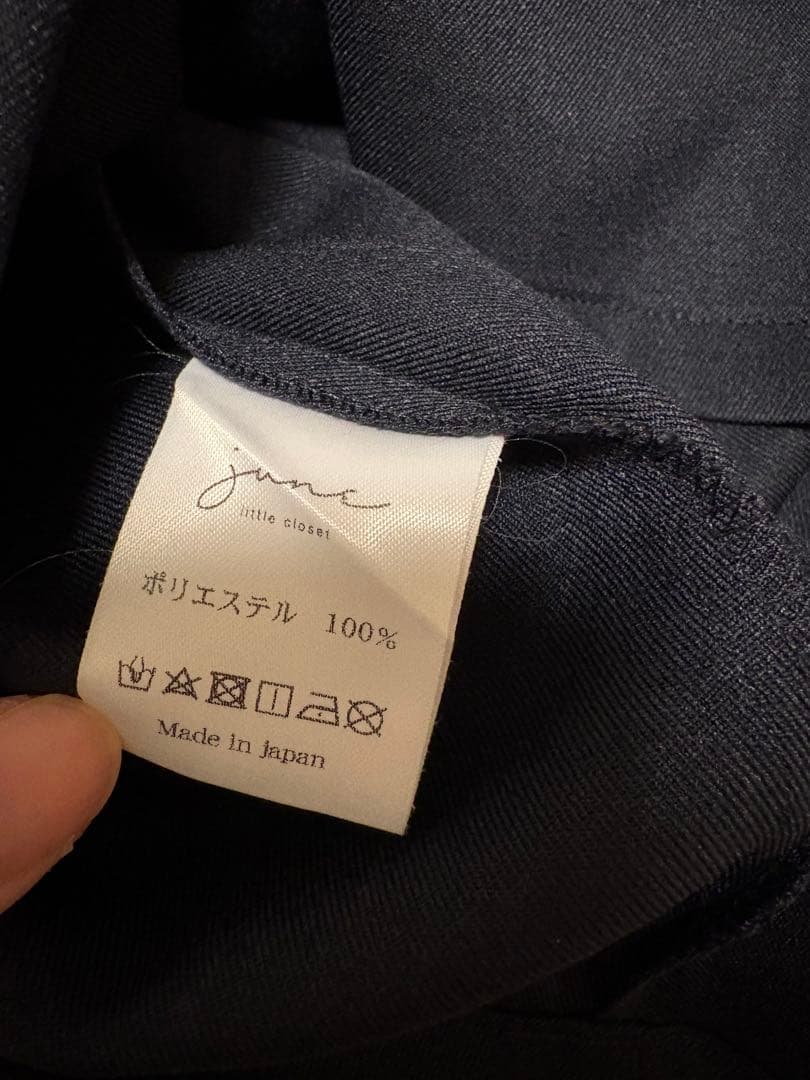 june
little closet
ポリエステル 100%
Made in Japan